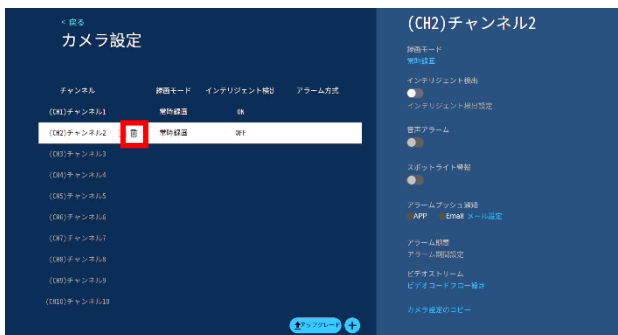 < 戻る
カメラ設定
チャンネル 録画モード インテリジェント検出 アラーム方式
(CH1)チャンネル1 常時録画 ON
(CH2)チャンネル2 常時録画 OFF
(CH3)チャンネル3
(CH4)チャンネル4
(CH5)チャンネル5
(CH6)チャンネル6
(CH7)チャンネル7
(CH8)チャンネル8
(CH9)チャンネル9
(CH10)チャンネル10
アップグレード
(CH2)チャンネル2
録画モード
常時録画
インテリジェント検出
インテリジェント検出設定
音声アラーム
スポットライト警報
アラームプッシュ通知
APP Email メール設定
アラーム期間
アラーム期間設定
ビデオストリーム
ビデオコードフロー
カメラ設定のコピー